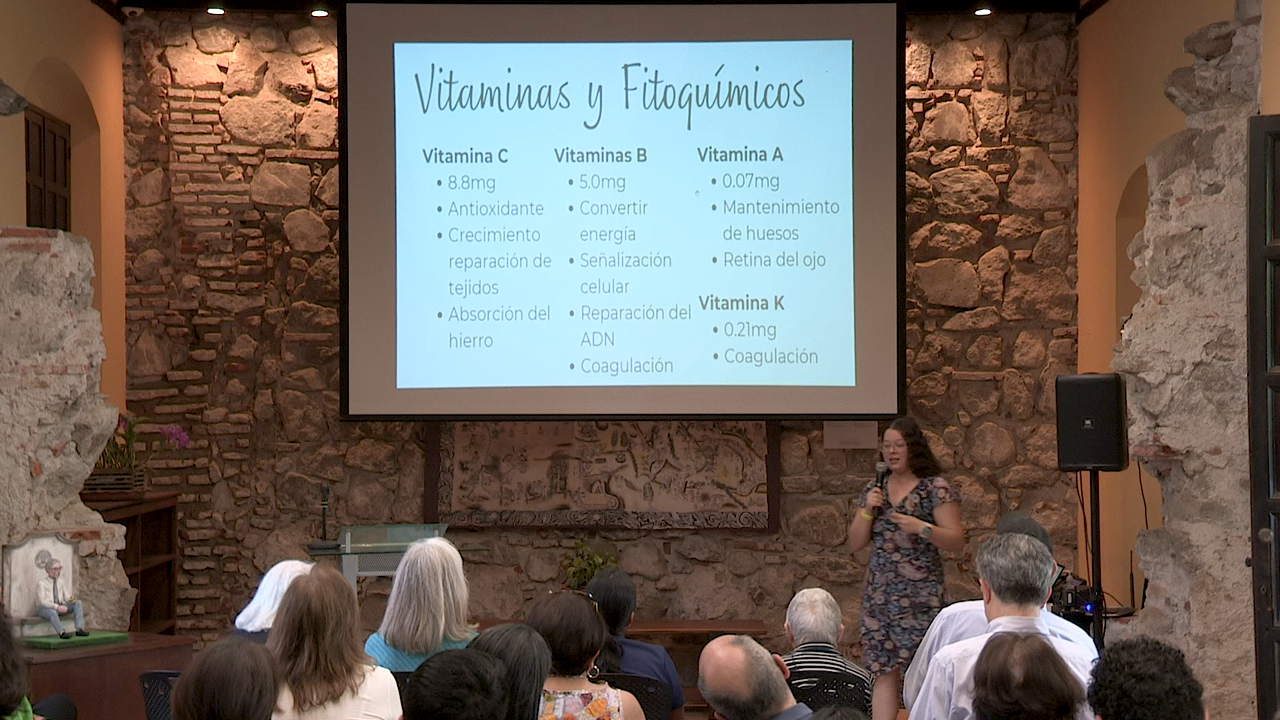 Vitaminas y Fitoquímicos
Vitamina C
• 8.8mg
• Antioxidante
• Crecimiento
reparación de
tejidos
• Absorción del
hierro
Vitaminas B
• 5.0mg
• Convertir
energía
• Señalización
celular
• Reparación del
ADN
• Coagulación
Vitamina A
• 0.07mg
• Mantenimiento
de huesos
• Retina del ojo
Vitamina K
• 0.21mg
• Coagulación
JBL